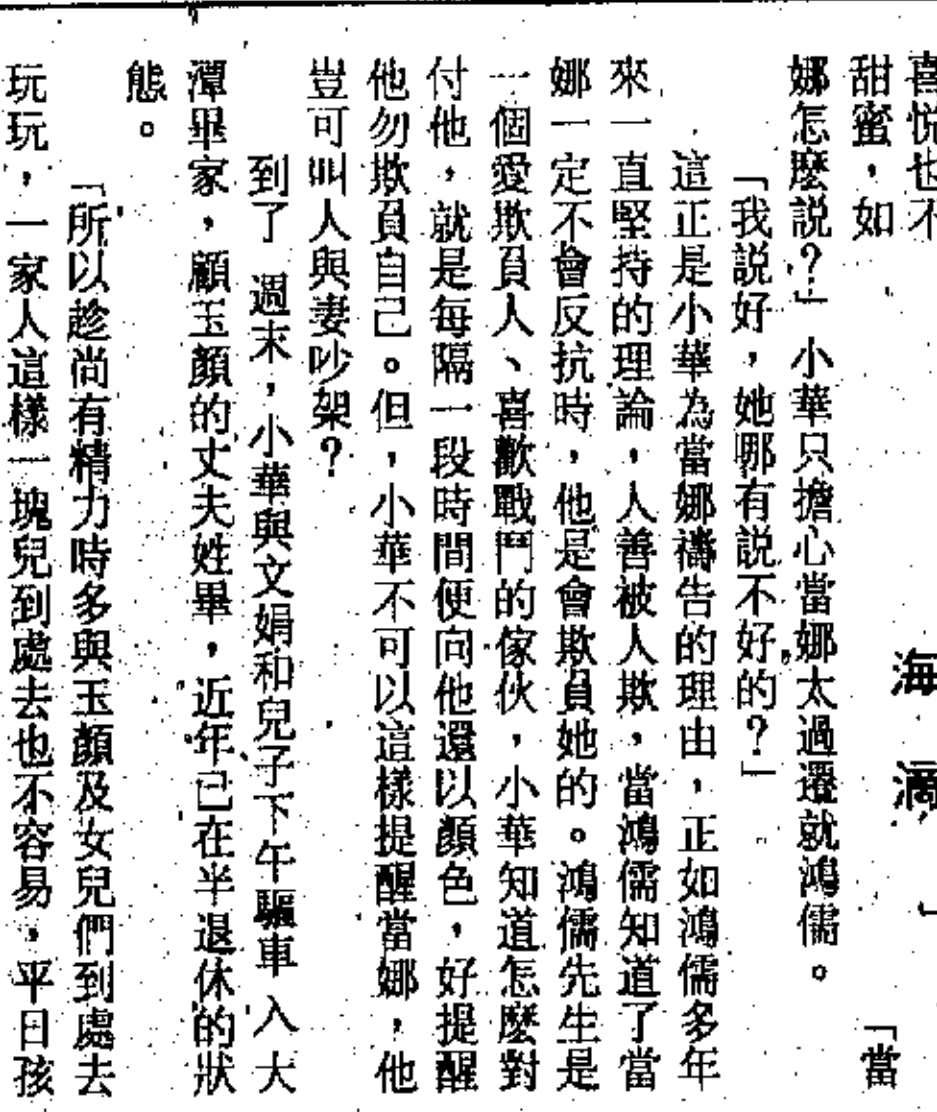 喜悅也不
甜蜜，如
海滴
「當
娜怎麼說？」小華只擔心當娜太過遷就鴻儒。
「我說好，她哪有說不好的？」
這正是小華為當娜禱告的理由，正如鴻儒多年
來一直堅持的理論，人善被人欺，當鴻儒知道了當
娜一定不會反抗時，他是會欺負她的。鴻儒先生是
一個愛欺負人、喜歡戰鬥的傢伙，小華知道怎麼對
付他，就是每隔一段時間便向他還以顏色，好提醒
他勿欺負自己。但，小華不可以這樣提醒當娜，他
豈可叫人與妻吵架？
到了週末，小華與文娟和兒子下午驅車入大
潭畢家，顧玉顏的丈夫姓畢，近年已在半退休的狀
態。
「所以趁尚有精力時多與玉顏及女兒們到處去
玩玩，一家人這樣一塊兒到處去也不容易，平日孩